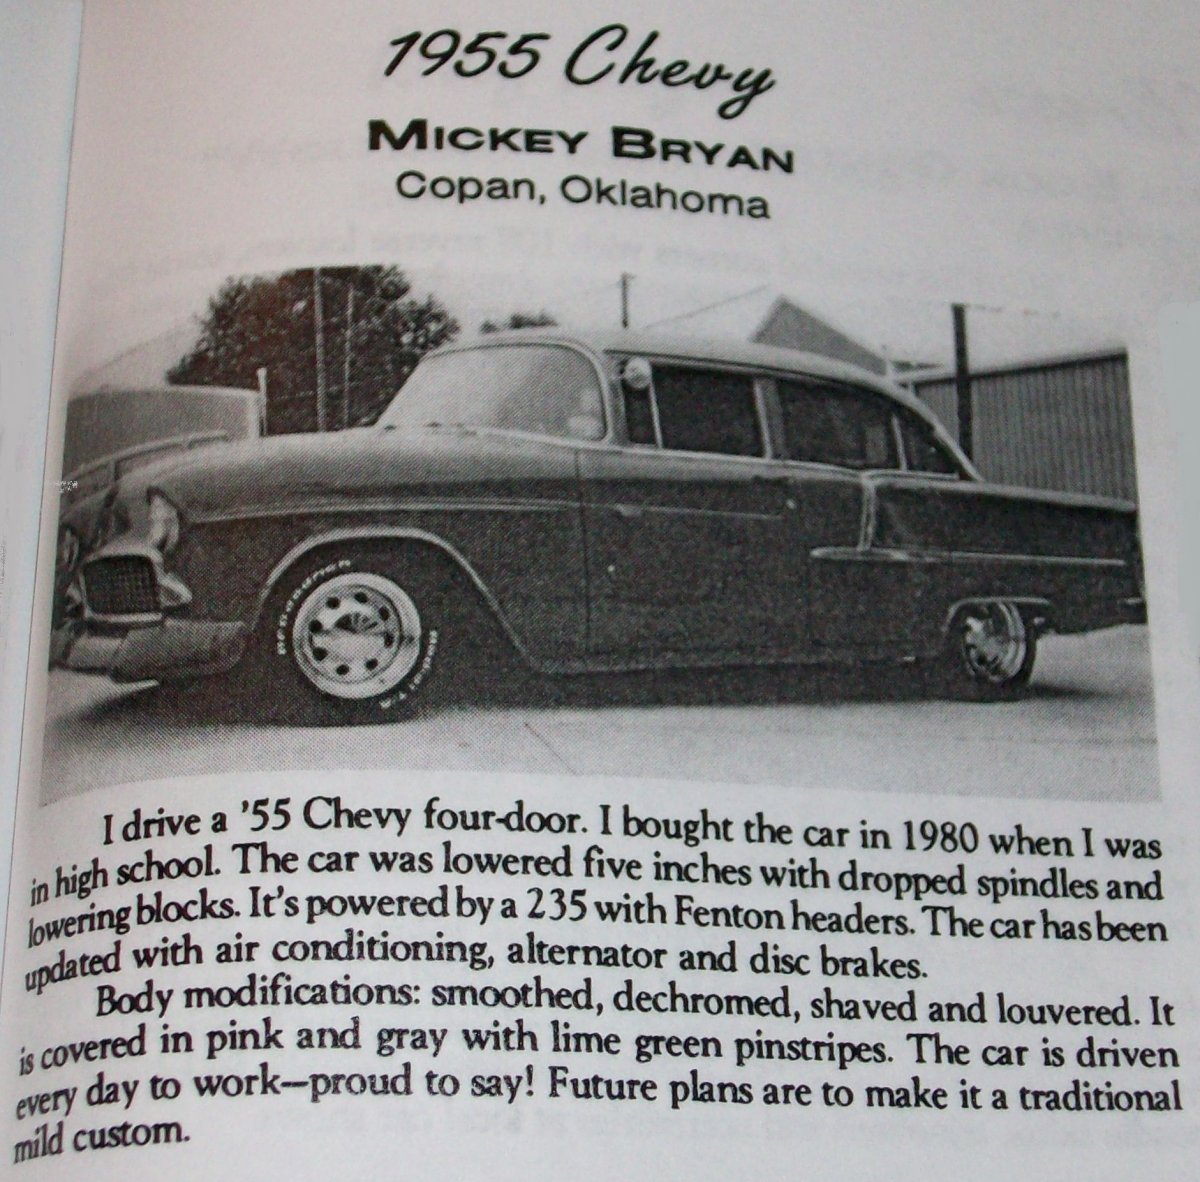 1955 Chevy
MICKEY BRYAN
Copan, Oklahoma
BFGOODRICH
RADIAL T/A
I drive a '55 Chevy four-door. I bought the car in 1980 when I was
in high school. The car was lowered five inches with dropped spindles and
lowering blocks. It's powered by a 235 with Fenton headers. The car has been
updated with air conditioning, alternator and disc brakes.
Body modifications: smoothed, dechromed, shaved and louvered. It
is covered in pink and gray with lime green pinstripes. The car is driven
every day to work—proud to say! Future plans are to make it a traditional
mild custom.